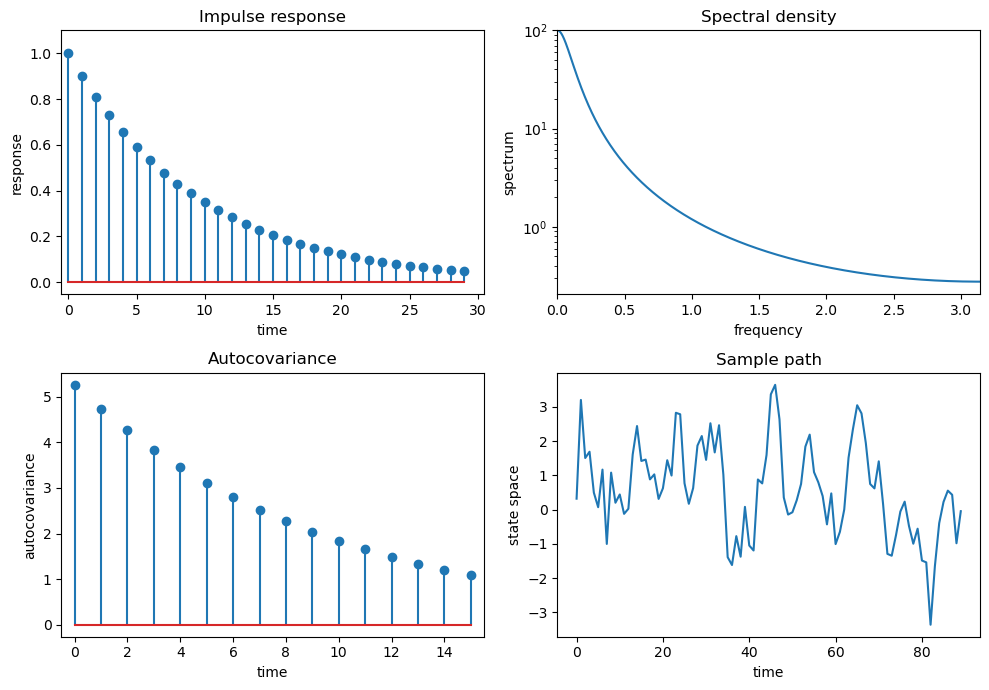 Impulse response
response
1.0
0.8
0.6
0.4
0.2
0.0
0 5 10 15 20 25 30
time
Spectral density
spectrum
10²
10¹
10⁰
0.0 0.5 1.0 1.5 2.0 2.5 3.0
frequency
Autocovariance
autocovariance
5
4
3
2
1
0
0 2 4 6 8 10 12 14
time
Sample path
state space
3
2
1
0
−1
−2
−3
0 20 40 60 80
time